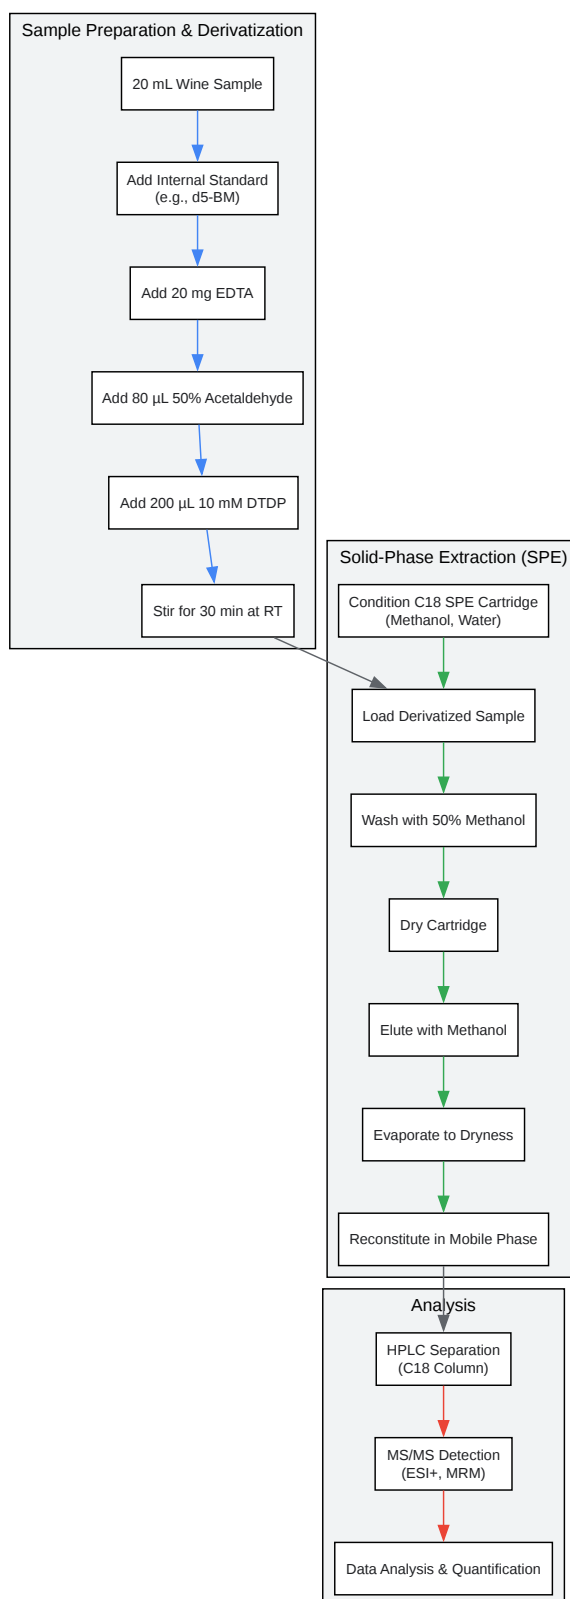 Sample Preparation & Derivatization
20 mL Wine Sample
Add Internal Standard
(e.g., d5-BM)
Add 20 mg EDTA
Add 80 µL 50% Acetaldehyde
Add 200 µL 10 mM DTDP
Stir for 30 min at RT
Solid-Phase Extraction (SPE)
Condition C18 SPE Cartridge
(Methanol, Water)
Load Derivatized Sample
Wash with 50% Methanol
Dry Cartridge
Elute with Methanol
Evaporate to Dryness
Reconstitute in Mobile Phase
Analysis
HPLC Separation
(C18 Column)
MS/MS Detection
(ESI+, MRM)
Data Analysis & Quantification